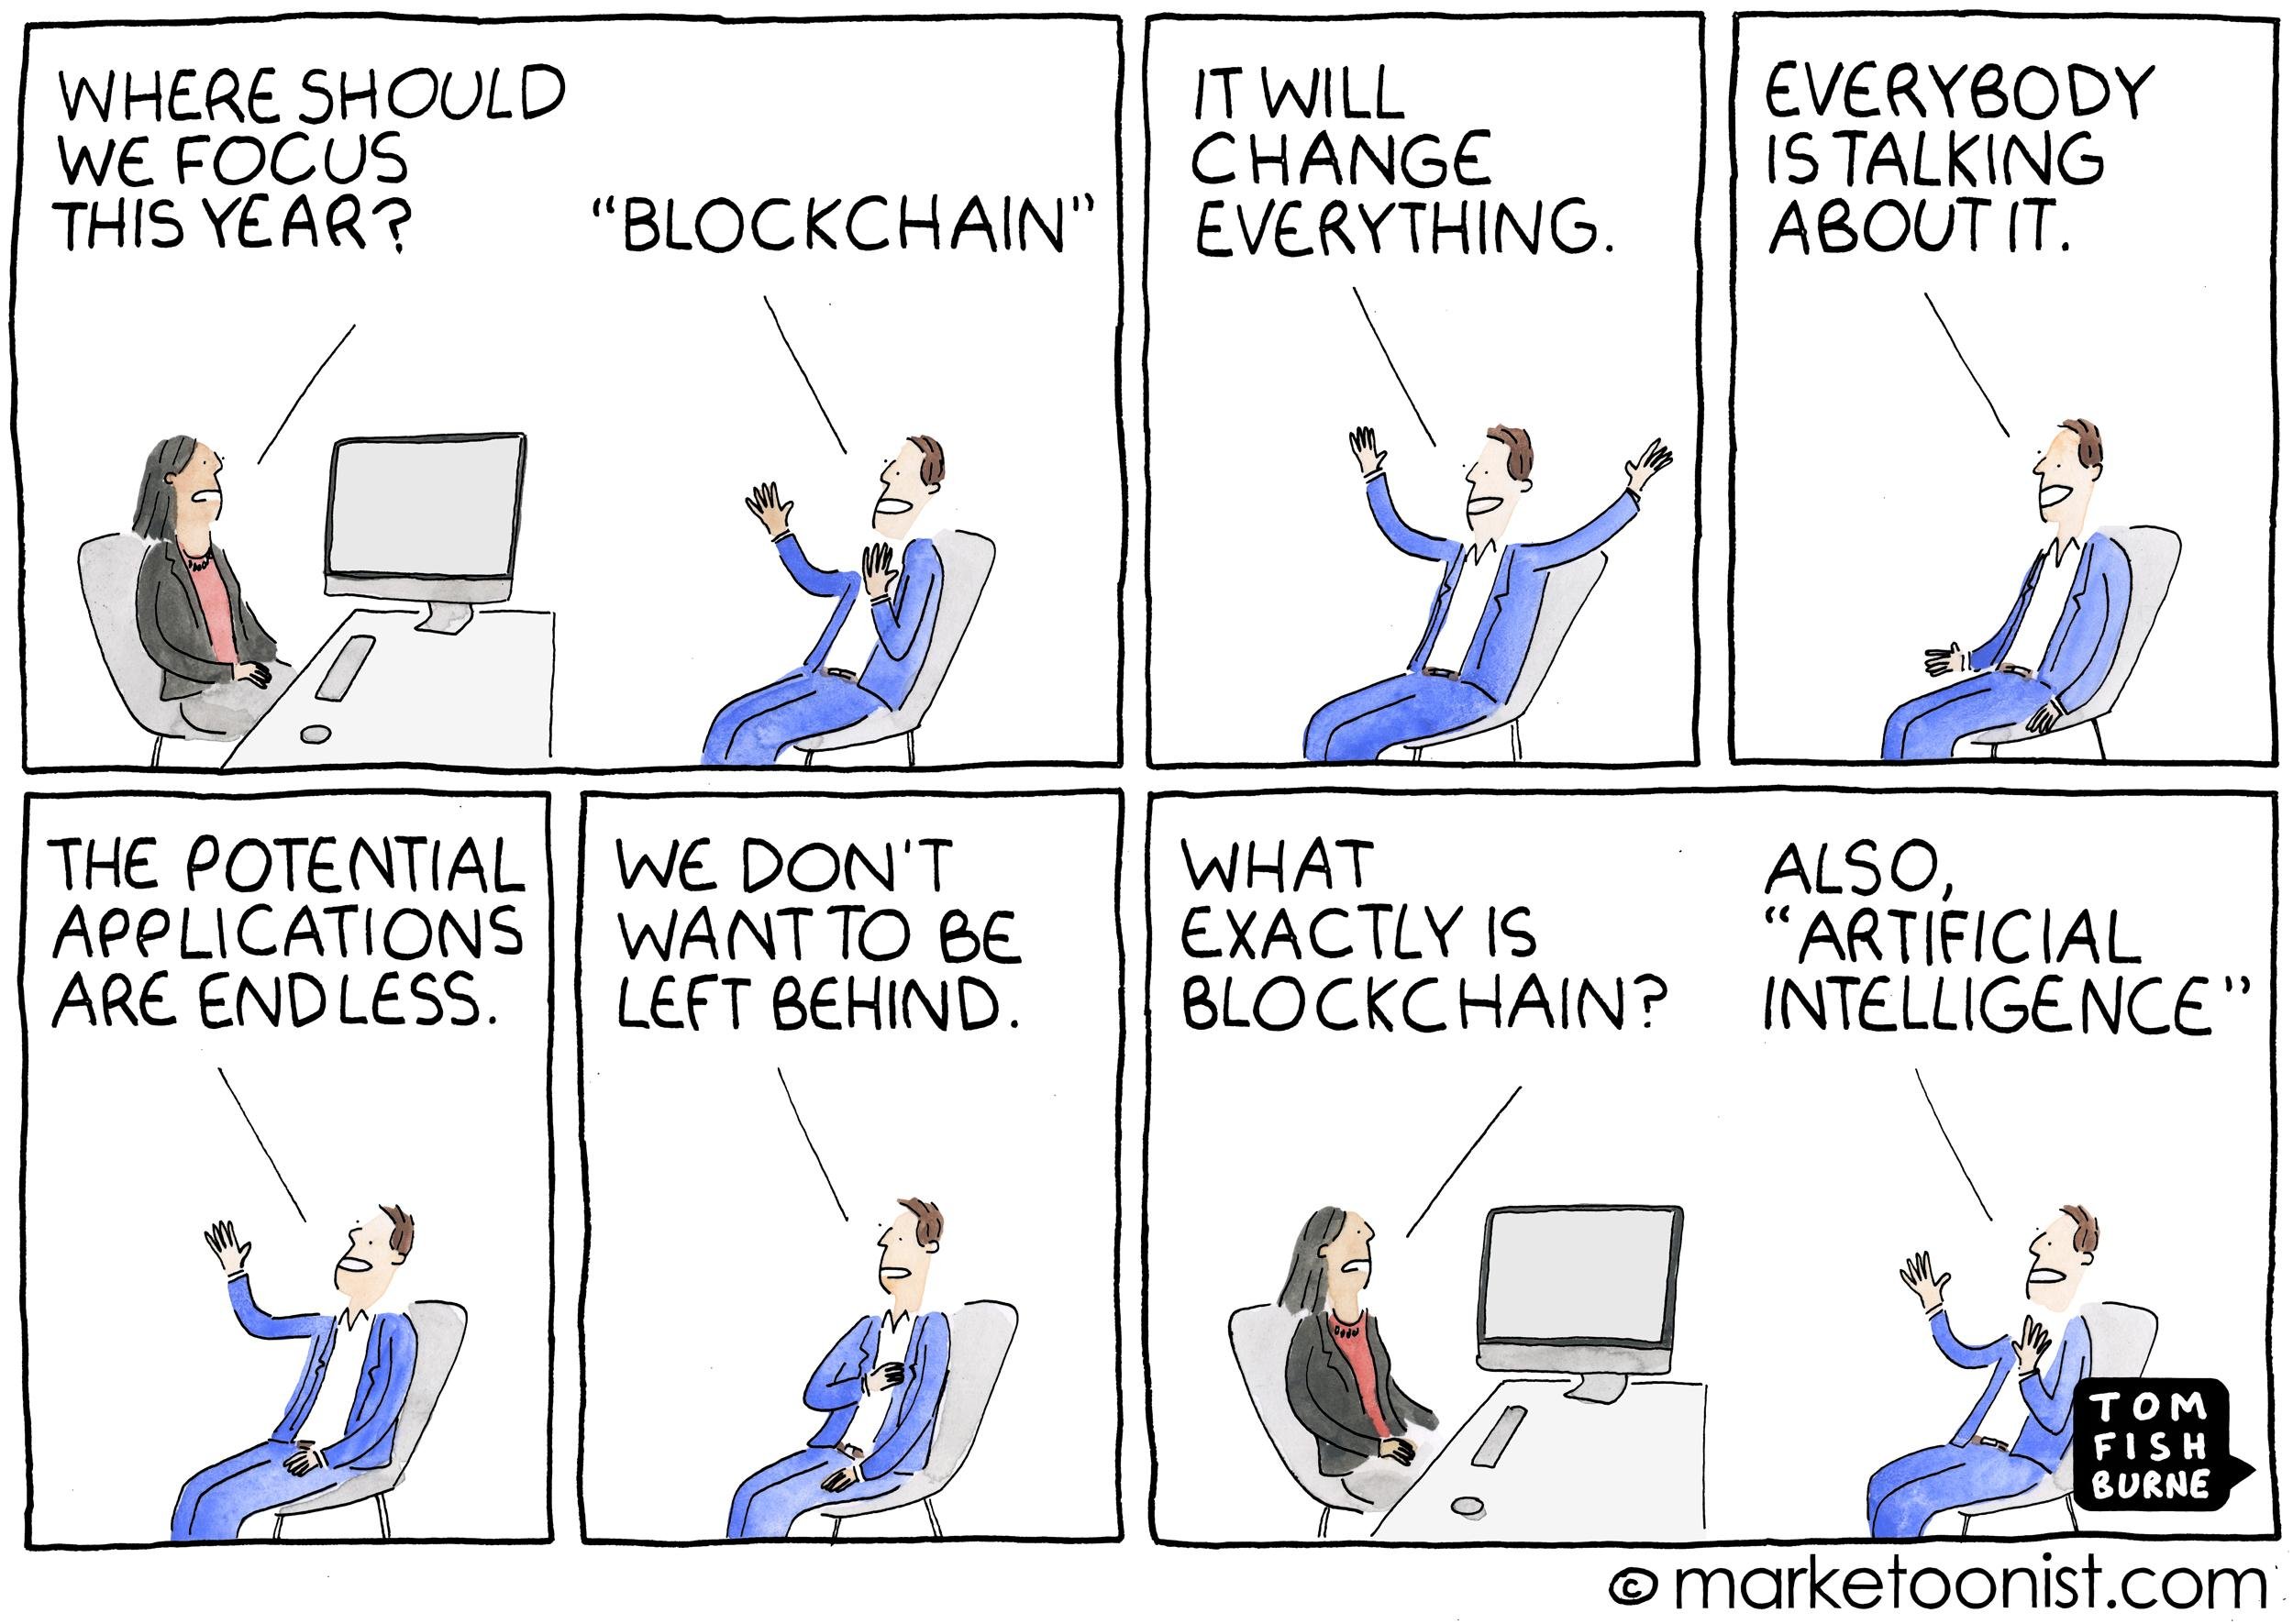 WHERE SHOULD
WE FOCUS
THIS YEAR?
“BLOCKCHAIN”
IT WILL
CHANGE
EVERYTHING.
EVERYBODY
IS TALKING
ABOUT IT.
THE POTENTIAL
APPLICATIONS
ARE ENDLESS.
WE DON'T
WANT TO BE
LEFT BEHIND.
WHAT
EXACTLY IS
BLOCKCHAIN?
ALSO,
“ARTIFICIAL
INTELLIGENCE”
TOM
FISH
BURNE
© marketoonist.com